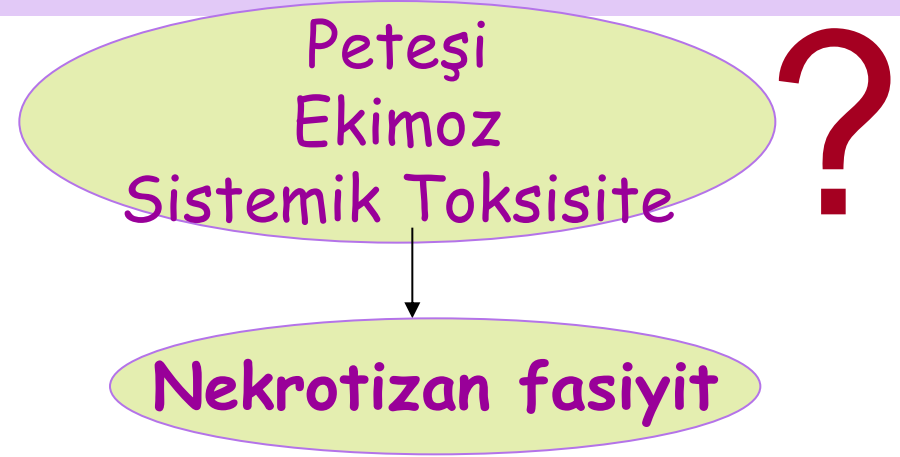 Peteşi
Ekimoz
Sistemik Toksisite
?
Nekrotizan fasiyit